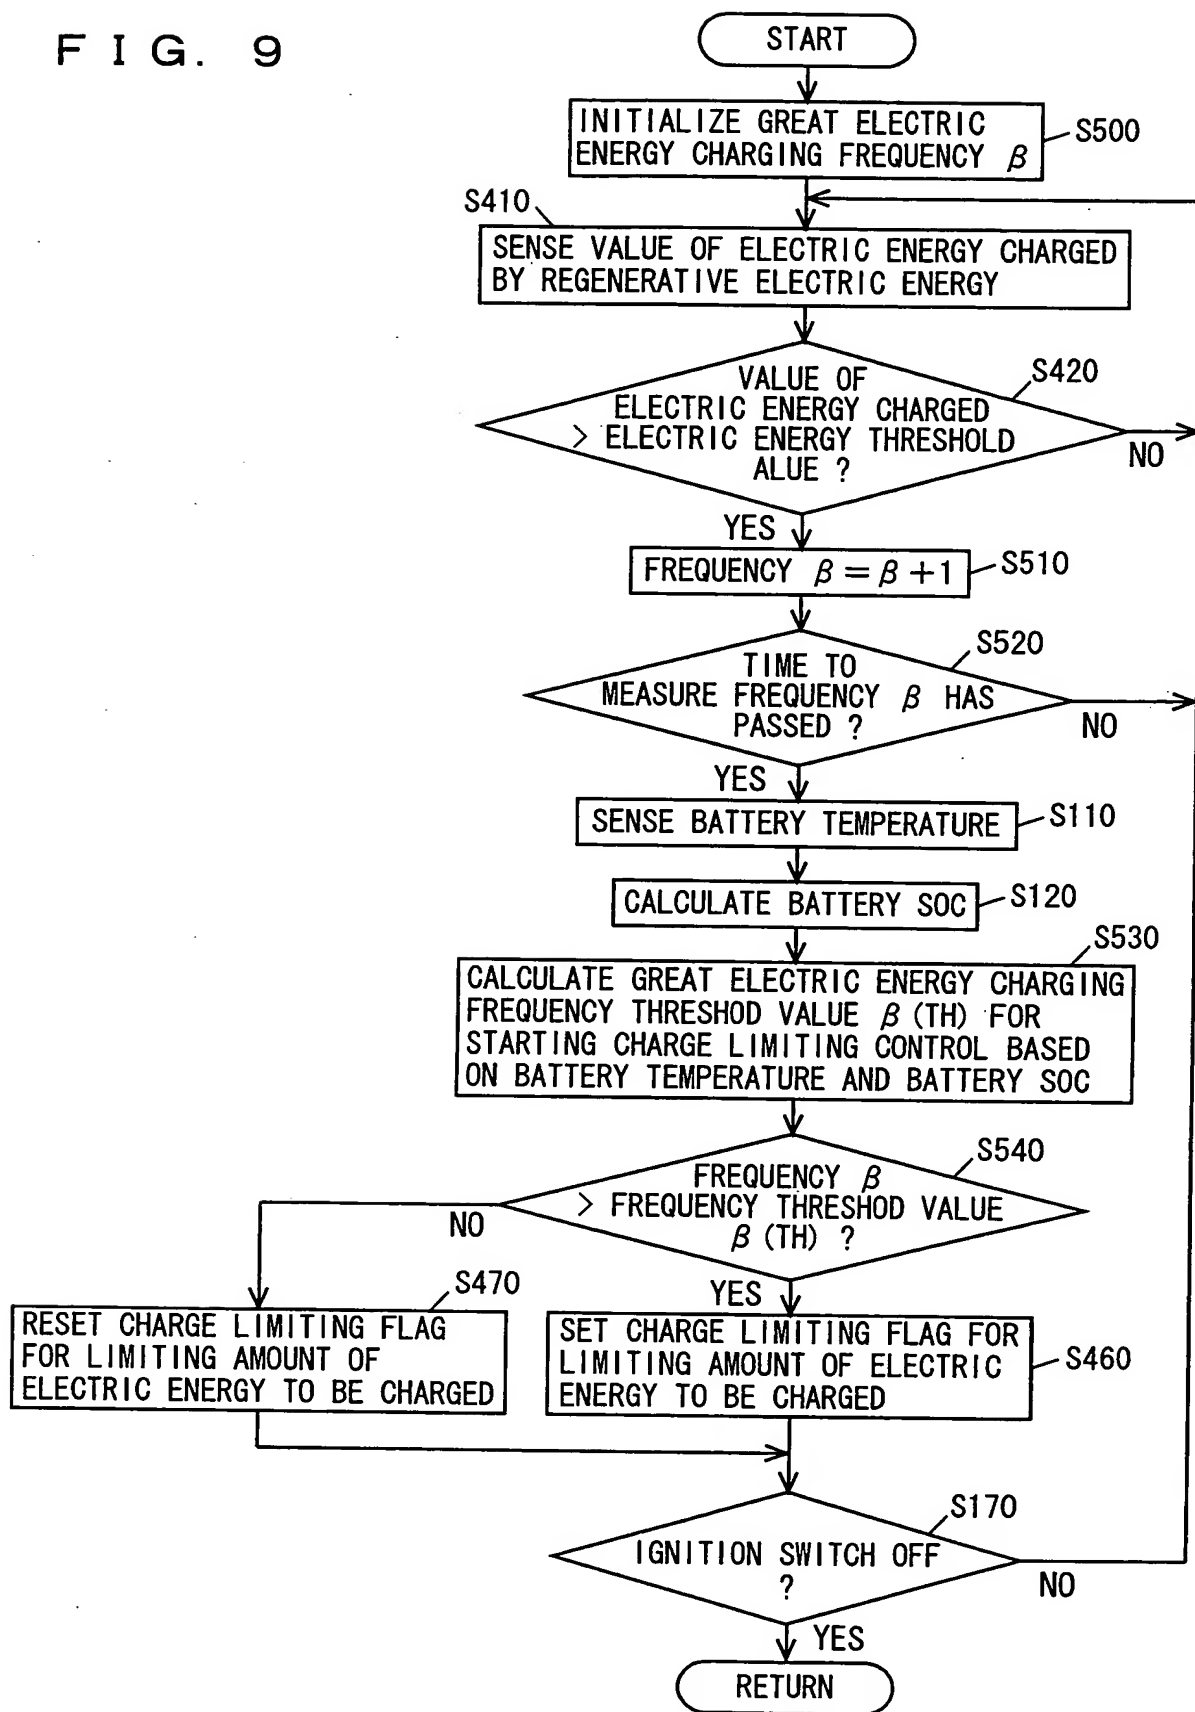 FIG. 9
START
INITIALIZE GREAT ELECTRIC
ENERGY CHARGING FREQUENCY β
S500
S410
SENSE VALUE OF ELECTRIC ENERGY CHARGED
BY REGENERATIVE ELECTRIC ENERGY
S420
VALUE OF
ELECTRIC ENERGY CHARGED
> ELECTRIC ENERGY THRESHOLD
ALUE ?
NO
YES
FREQUENCY β = β +1
S510
S520
TIME TO
MEASURE FREQUENCY β HAS
PASSED ?
NO
YES
SENSE BATTERY TEMPERATURE
S110
CALCULATE BATTERY SOC
S120
S530
CALCULATE GREAT ELECTRIC ENERGY CHARGING
FREQUENCY THRESHOD VALUE β (TH) FOR
STARTING CHARGE LIMITING CONTROL BASED
ON BATTERY TEMPERATURE AND BATTERY SOC
S540
FREQUENCY β
> FREQUENCY THRESHOD VALUE
β (TH) ?
NO
YES
S470
RESET CHARGE LIMITING FLAG
FOR LIMITING AMOUNT OF
ELECTRIC ENERGY TO BE CHARGED
SET CHARGE LIMITING FLAG FOR
LIMITING AMOUNT OF ELECTRIC
ENERGY TO BE CHARGED
S460
S170
IGNITION SWITCH OFF
?
NO
YES
RETURN